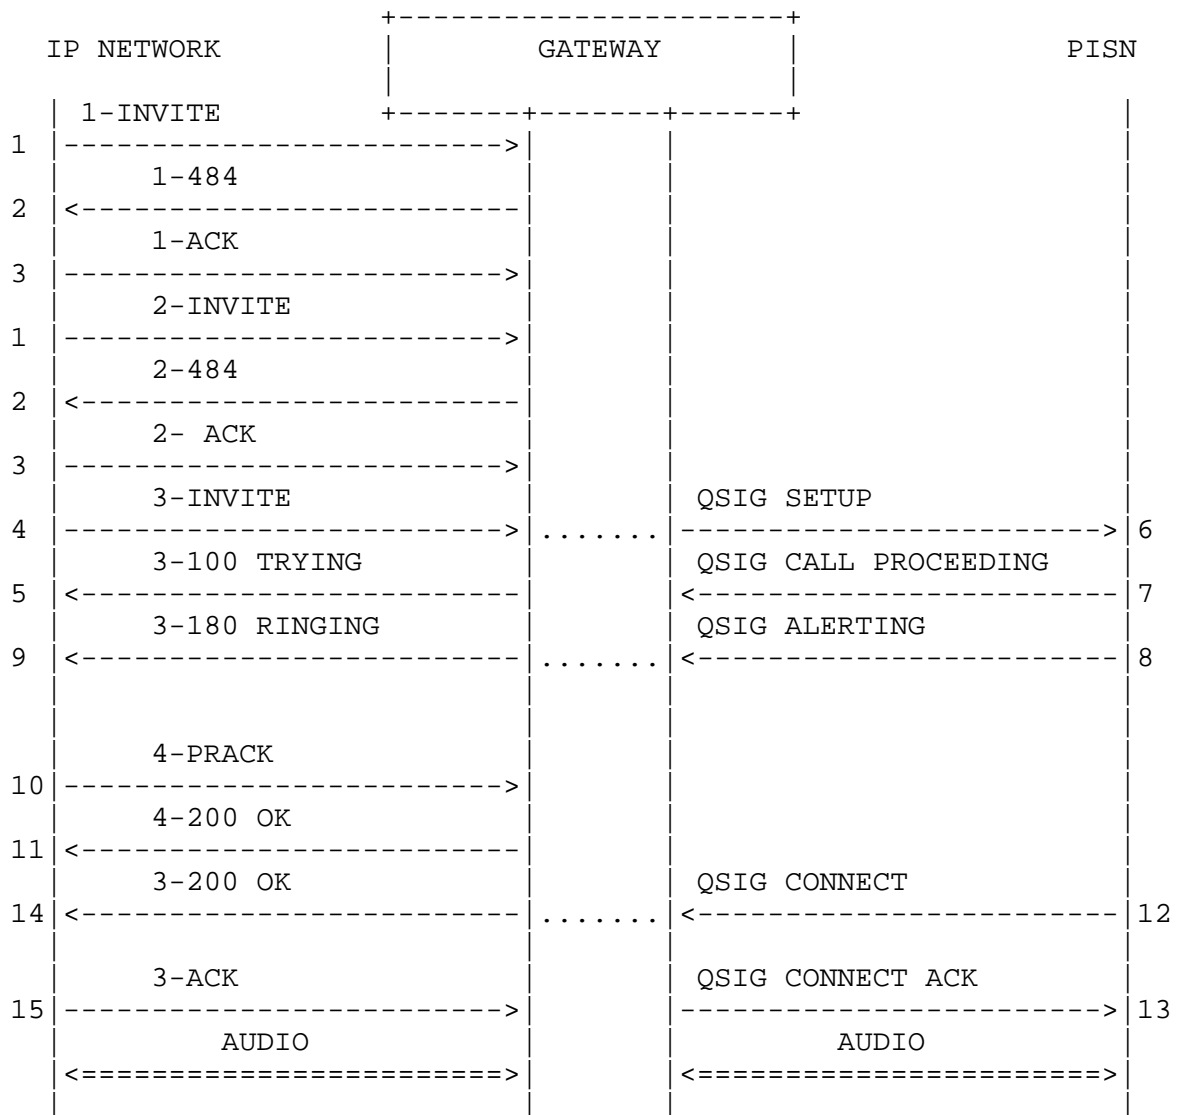 +----------------------+
IP NETWORK | GATEWAY | PISN
| |
| 1-INVITE +-------+-------+------+ |
1 |------------------------->| | |
| 1-484 | | |
2 |<-------------------------| | |
| 1-ACK | | |
3 |------------------------->| | |
| 2-INVITE | | |
1 |------------------------->| | |
| 2-484 | | |
2 |<-------------------------| | |
| 2- ACK | | |
3 |------------------------->| | |
| 3-INVITE | | QSIG SETUP |
4 |------------------------->|.......|------------------------>|6
| 3-100 TRYING | | QSIG CALL PROCEEDING |
5 |<-------------------------| |<------------------------|7
| 3-180 RINGING | | QSIG ALERTING |
9 |<-------------------------|.......|<------------------------|8
| | | |
| 4-PRACK | | |
10|------------------------->| | |
| 4-200 OK | | |
11|<-------------------------| | |
| 3-200 OK | | QSIG CONNECT |
14|<-------------------------|.......|<------------------------|12
| | | |
| 3-ACK | | QSIG CONNECT ACK |
15|------------------------->| |------------------------>|13
| AUDIO | | AUDIO |
|<========================>| |<=======================>|
| | | |